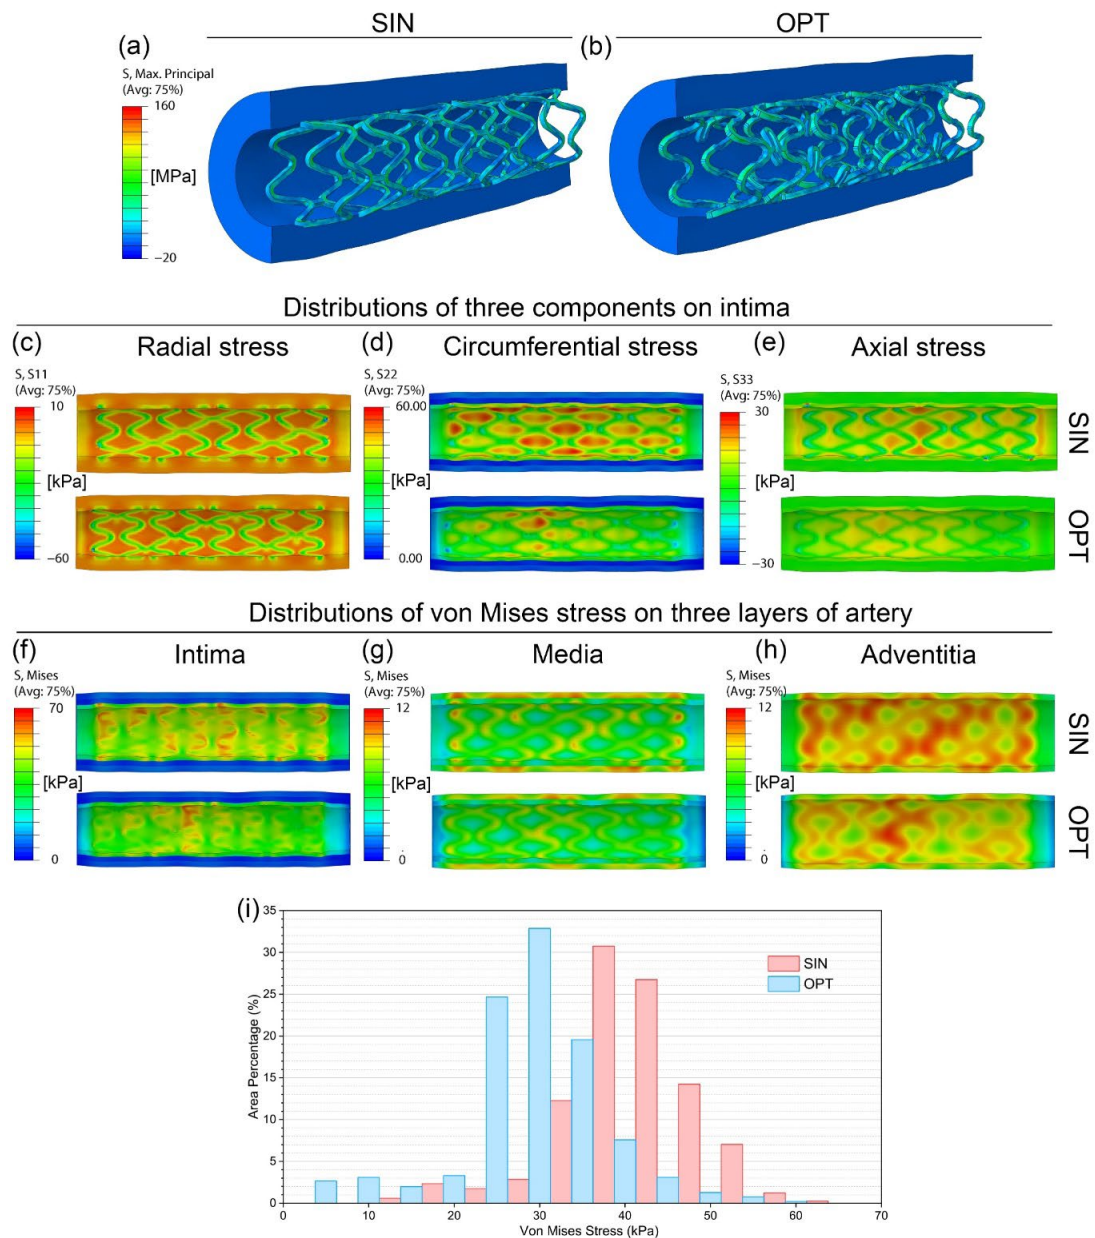 SIN
OPT
(a)
(b)
S, Max. Principal
(Avg: 75%)
160
[MPa]
−20
Distributions of three components on intima
(c)
Radial stress
(d)
Circumferential stress
(e)
Axial stress
S, S11
(Avg: 75%)
10
[kPa]
−60
S, S22
(Avg: 75%)
60.00
[kPa]
0.00
S, S33
(Avg: 75%)
30
[kPa]
−30
SIN
OPT
Distributions of von Mises stress on three layers of artery
(f)
Intima
(g)
Media
(h)
Adventitia
S, Mises
(Avg: 75%)
70
[kPa]
0
S, Mises
(Avg: 75%)
12
[kPa]
0
S, Mises
(Avg: 75%)
12
[kPa]
0
SIN
OPT
(i)
35
30
25
20
15
10
5
0
Area Percentage (%)
SIN
OPT
0 10 20 30 40 50 60 70
Von Mises Stress (kPa)